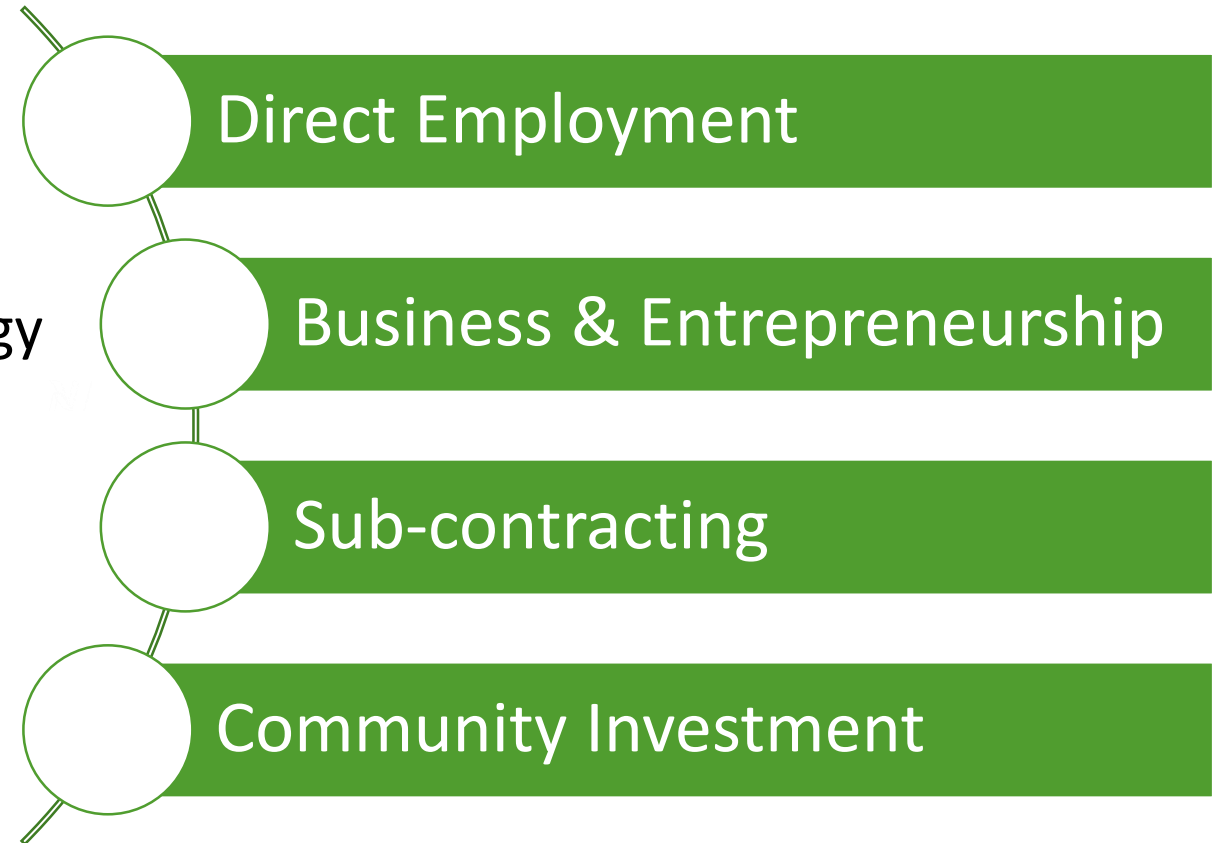 Direct Employment
gy
Business & Entrepreneurship
Sub-contracting
Community Investment